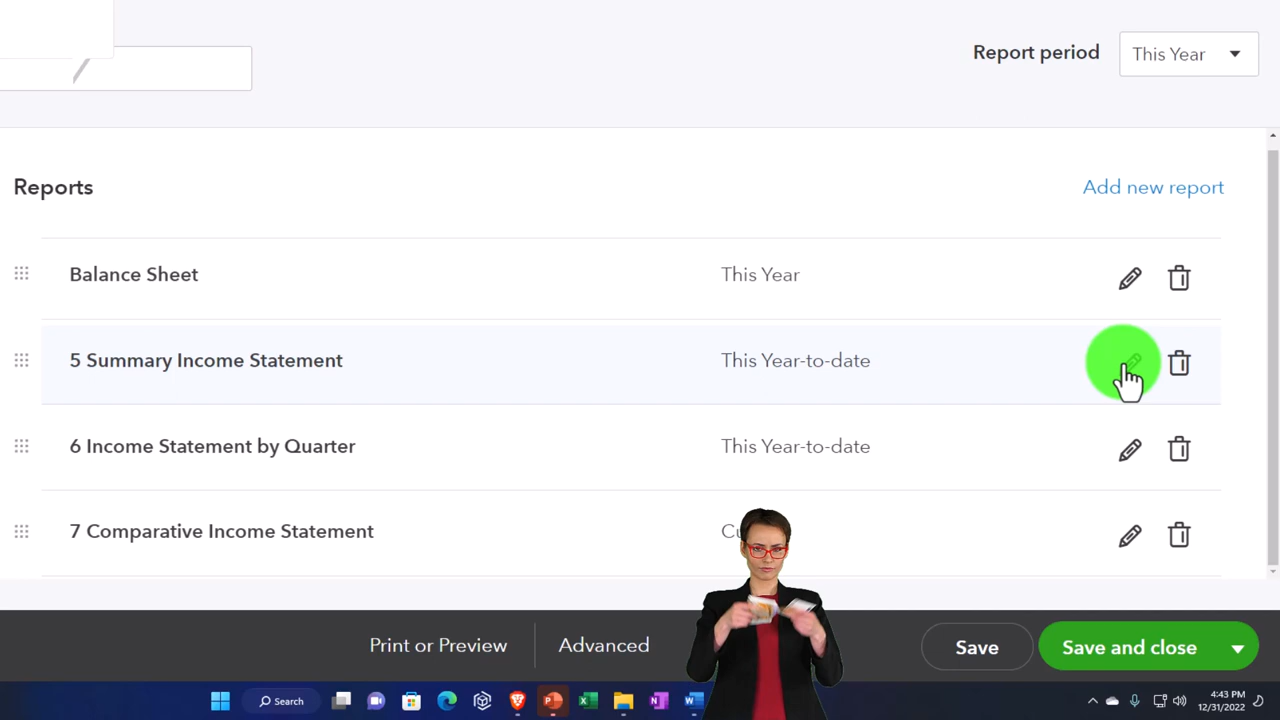 Report period
This Year
Reports
Add new report
Balance Sheet
This Year
5 Summary Income Statement
This Year-to-date
6 Income Statement by Quarter
This Year-to-date
7 Comparative Income Statement
Print or Preview
Advanced
Save
Save and close
Search
4:43 PM
12/31/2022